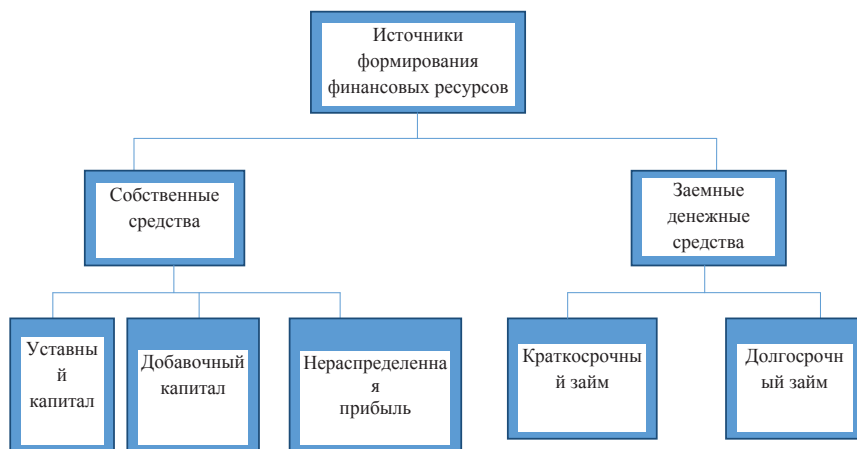 Источники
формирования
финансовых ресурсов
Собственные
средства
Заемные
денежные
средства
Уставны
й
капитал
Добавочный
капитал
Нераспределенна
я
прибыль
Краткосрочны
й займ
Долгосрочн
ый займ